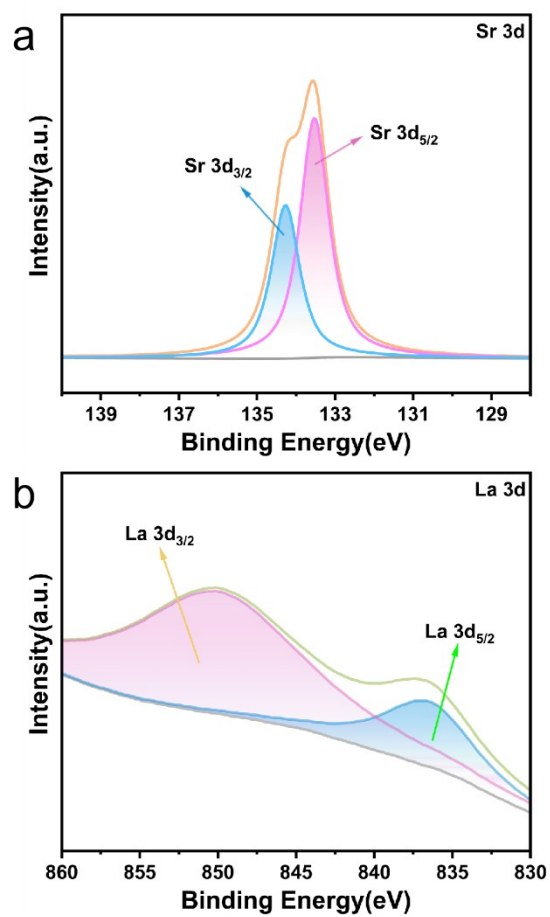 a
Sr 3d
Sr 3d5/2
Sr 3d3/2
Intensity(a.u.)
139 137 135 133 131 129
Binding Energy(eV)
b
La 3d
La 3d3/2
La 3d5/2
Intensity(a.u.)
860 855 850 845 840 835 830
Binding Energy(eV)